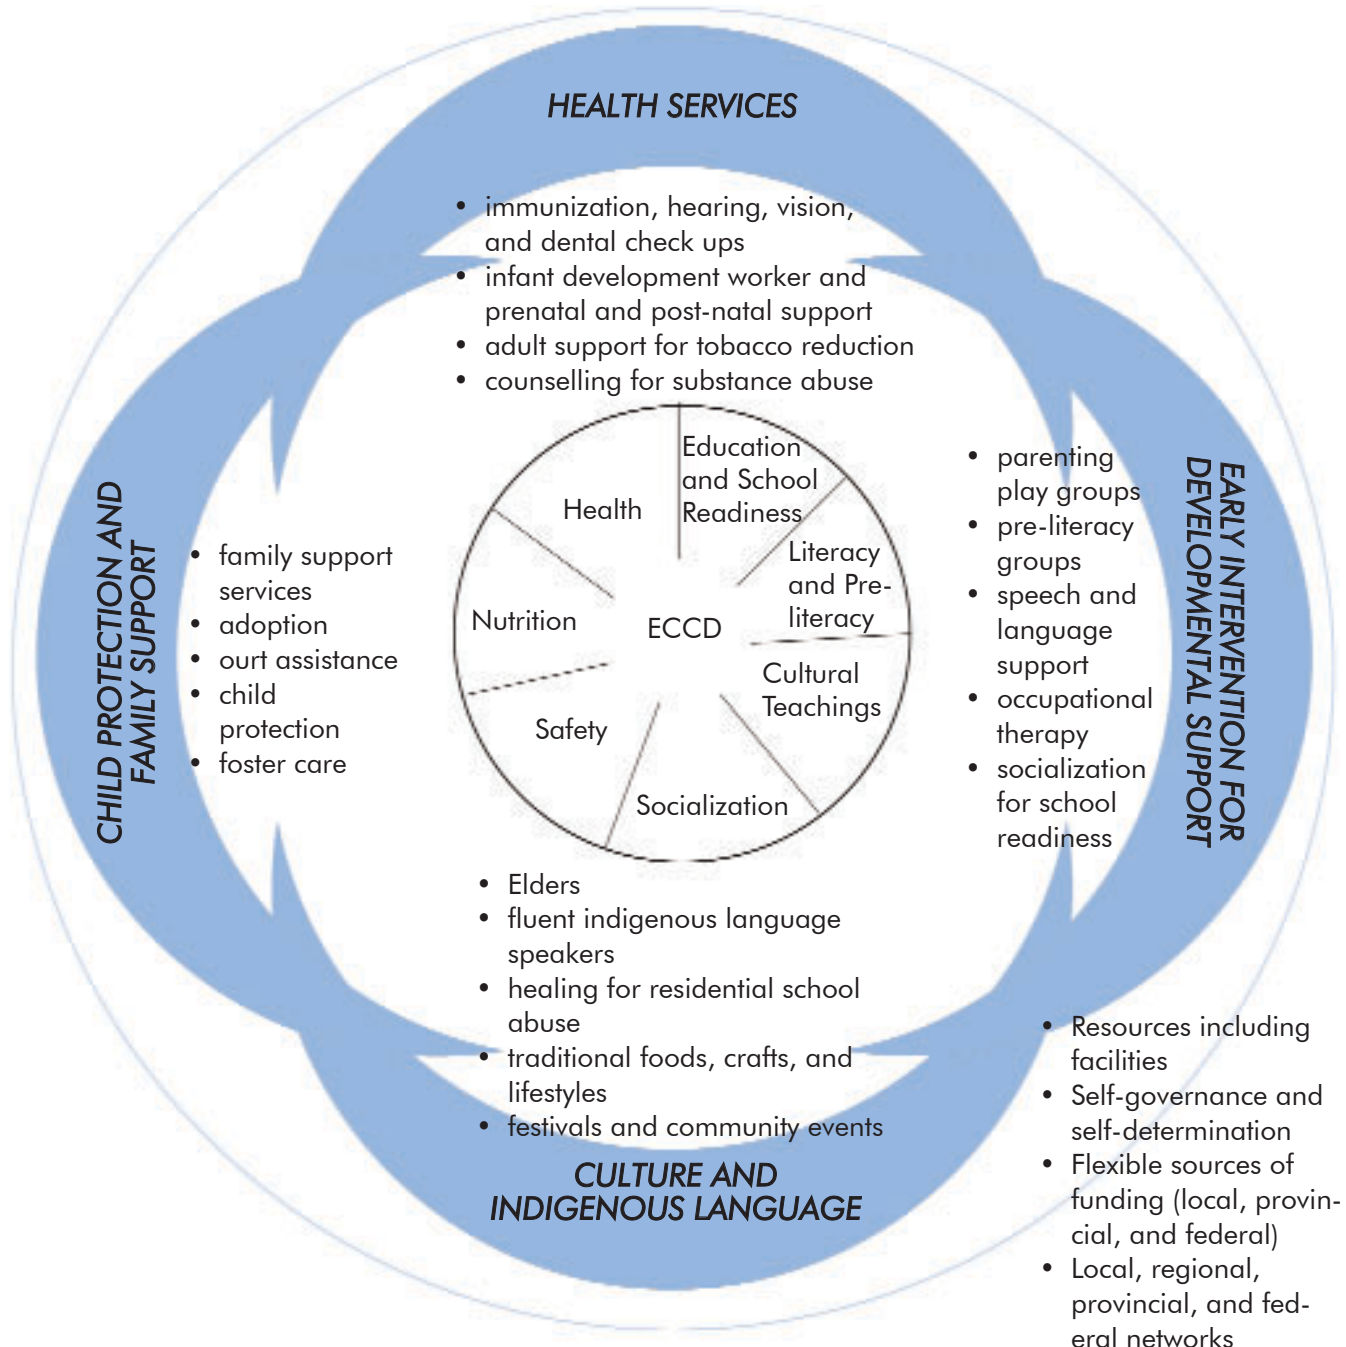 HEALTH SERVICES
• immunization, hearing, vision,
and dental check ups
• infant development worker and
prenatal and post-natal support
• adult support for tobacco reduction
• counselling for substance abuse
CHILD PROTECTION AND
FAMILY SUPPORT
• family support
services
• adoption
• ourt assistance
• child
protection
• foster care
Education
and School
Readiness
Health
Literacy
and Pre-
literacy
Nutrition
ECCD
Cultural
Teachings
Safety
Socialization
• parenting
play groups
• pre-literacy
groups
• speech and
language
support
• occupational
therapy
• socialization
for school
readiness
EARLY INTERVENTION FOR
DEVELOPMENTAL SUPPORT
• Elders
• fluent indigenous language
speakers
• healing for residential school
abuse
• traditional foods, crafts, and
lifestyles
• festivals and community events
CULTURE AND
INDIGENOUS LANGUAGE
• Resources including
facilities
• Self-governance and
self-determination
• Flexible sources of
funding (local, provin-
cial, and federal)
• Local, regional,
provincial, and fed-
eral networks